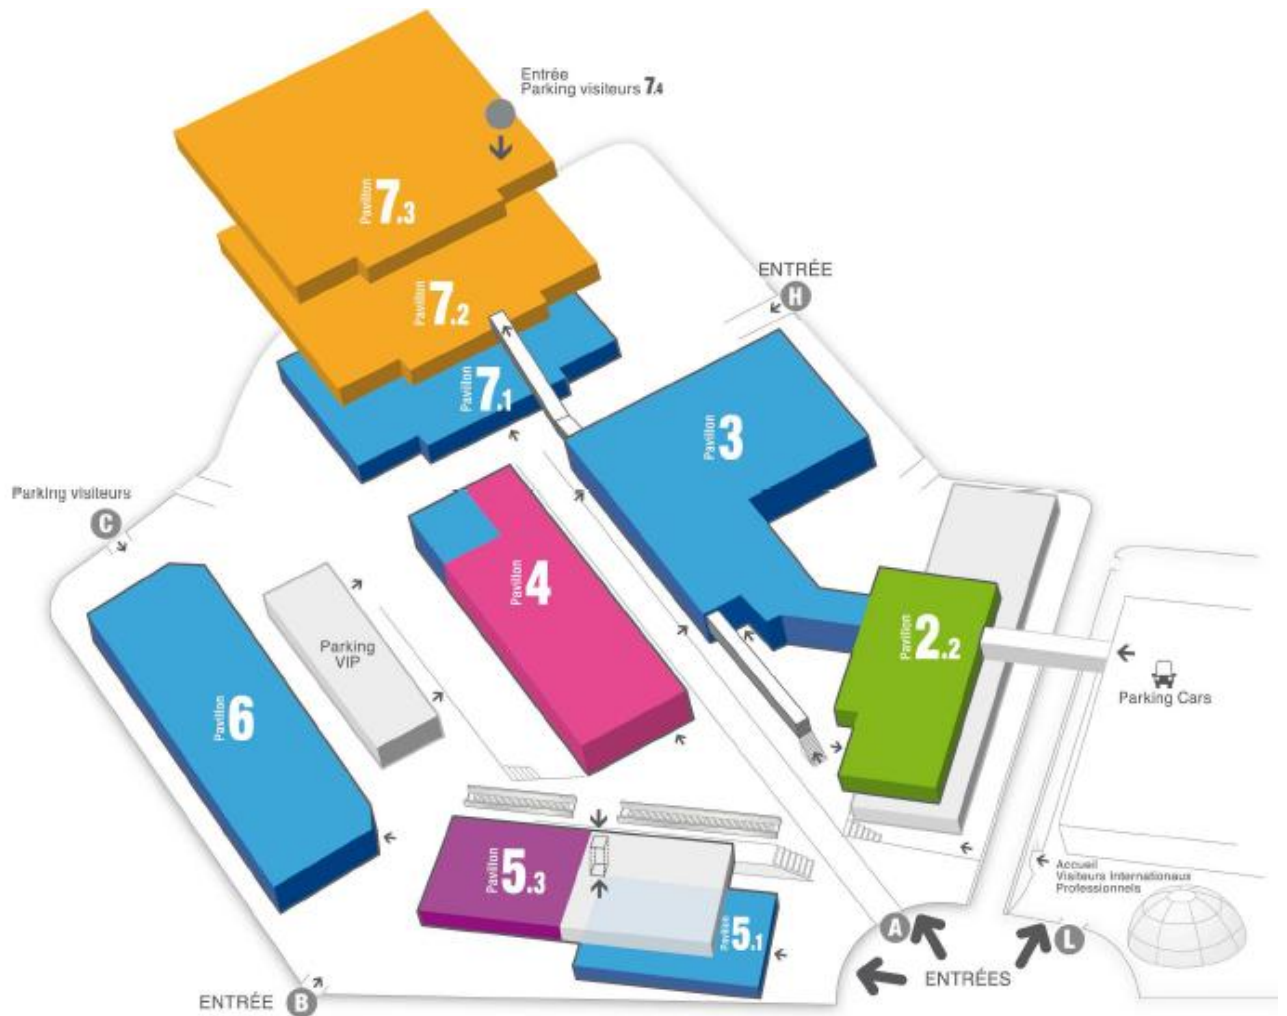 Entrée
Parking visiteurs 7.4
Pavillon 7.3
ENTRÉE
H
Pavillon 7.2
Pavillon 7.1
Pavillon 3
Parking visiteurs
C
Pavillon 4
Pavillon 2.2
Parking
VIP
Parking Cars
Pavillon 6
Pavillon 5.3
Accueil
Visiteurs Internationaux
Professionnels
Pavillon 5.1
A
L
ENTRÉES
ENTRÉE B